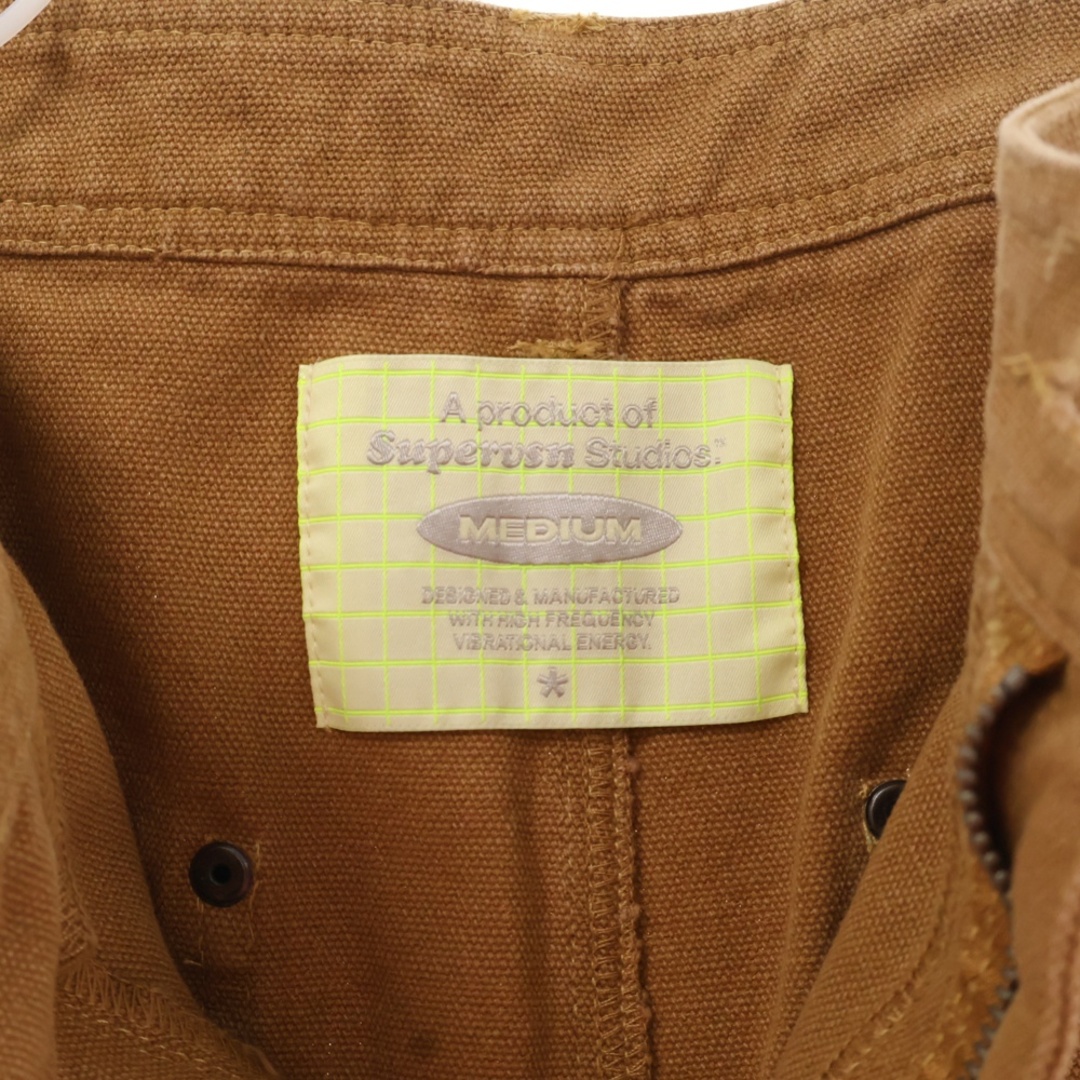 A product of
Supervsn Studios.™
MEDIUM
DESIGNED & MANUFACTURED
WITH HIGH FREQUENCY
VIBRATIONAL ENERGY.
*